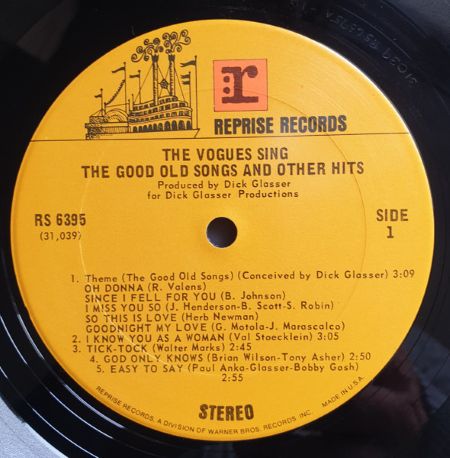 r
REPRISE RECORDS
THE VOGUES SING
THE GOOD OLD SONGS AND OTHER HITS
Produced by Dick Glasser
for Dick Glasser Productions
RS 6395
(31,039)
SIDE
1
1. Theme (The Good Old Songs) (Conceived by Dick Glasser) 3:09
OH DONNA (R. Valens)
SINCE I FELL FOR YOU (B. Johnson)
I MISS YOU SO (J. Henderson-B. Scott-S. Robin)
SO THIS IS LOVE (Herb Newman)
GOODNIGHT MY LOVE (G. Motola-J. Marascalco)
2. I KNOW YOU AS A WOMAN (Val Stoecklein) 3:05
3. TICK-TOCK (Walter Marks) 2:45
4. GOD ONLY KNOWS (Brian Wilson-Tony Asher) 2:50
5. EASY TO SAY (Paul Anka-Glasser-Bobby Gosh)
2:55
STEREO
REPRISE RECORDS, A DIVISION OF WARNER BROS. RECORDS, INC.
MADE IN U.S.A.